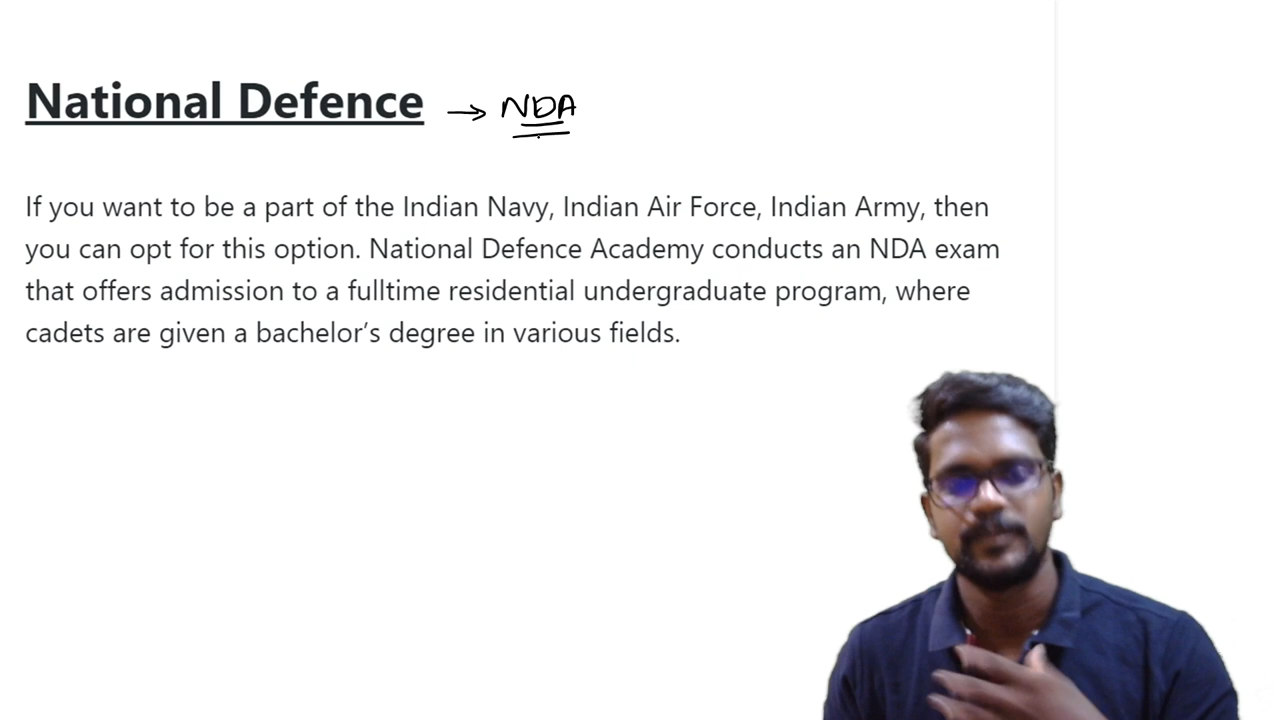 National Defence → NDA
If you want to be a part of the Indian Navy, Indian Air Force, Indian Army, then
you can opt for this option. National Defence Academy conducts an NDA exam
that offers admission to a fulltime residential undergraduate program, where
cadets are given a bachelor’s degree in various fields.